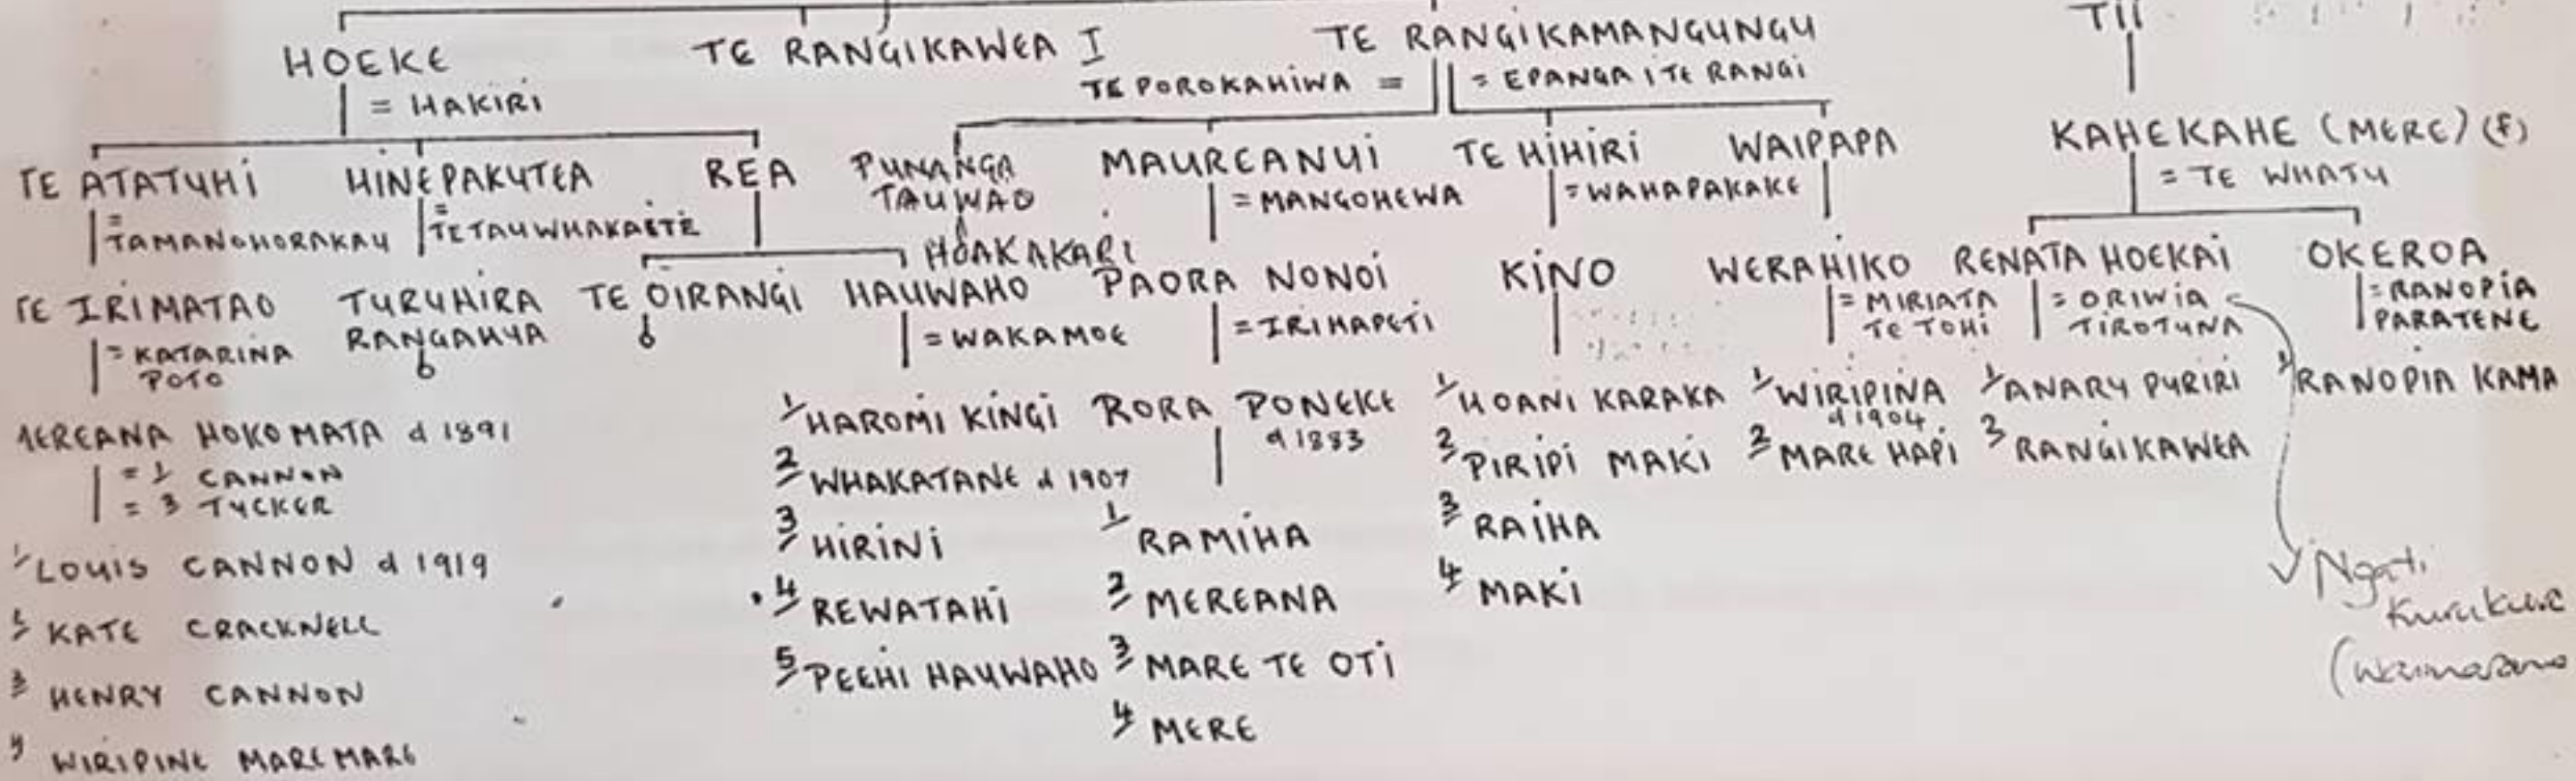 HOEKE TE RANGIKAWEA I TE RANGIKAMANGUNGU TII
= HAKIRI TE POROKAHIWA = = EPANGA I TE RANGI
TE ATATUHI HINEPAKUTEA REA PUNANGA MAUREANUI TE HIHIRI WAIPAPA KAHEKAHE (MERE) (F)
TAUWAO = MANGOHEWA = WAHAPAKAKE = TE WHATU
= TAMANOHORAKAU = TETAUWHAKAETE HOAKAKARI
TE IRIMATAO TURUHIRA TE OIRANGI HAUWAHO PAORA NONOI KINO WERAHIKO RENATA HOEKAI OKEROA
RANGAHUA = WAKAMOE = IRIHAPETI = MIRIATA = ORIWIA = RANOPIA
TE TOHI TIROTUNA PARATENE
= KATARINA
POTO
1 HAROMI KINGI RORA PONEKE 1 HOANI KARAKA 1 WIRIPINA 1 ANARU PURIRI 1 RANOPIA KAMA
d 1883 d 1904
HOKOMATA d 1891 2 WHAKATANE d 1907 2 PIRIPI MAKI 2 MARE HAPI 3 RANGIKAWEA
= 1 CANNON
= 3 TUCKER
3 HIRINI 1 RAMIHA 3 RAIHA
1 LOUIS CANNON d 1919 4 REWATAHI 2 MEREANA 4 MAKI Ngati
KATE CRACKNELL 5 PEEHI HAUWAHO 3 MARE TE OTI
3 HENRY CANNON 4 MERE
WIRIPINE MAREMARE